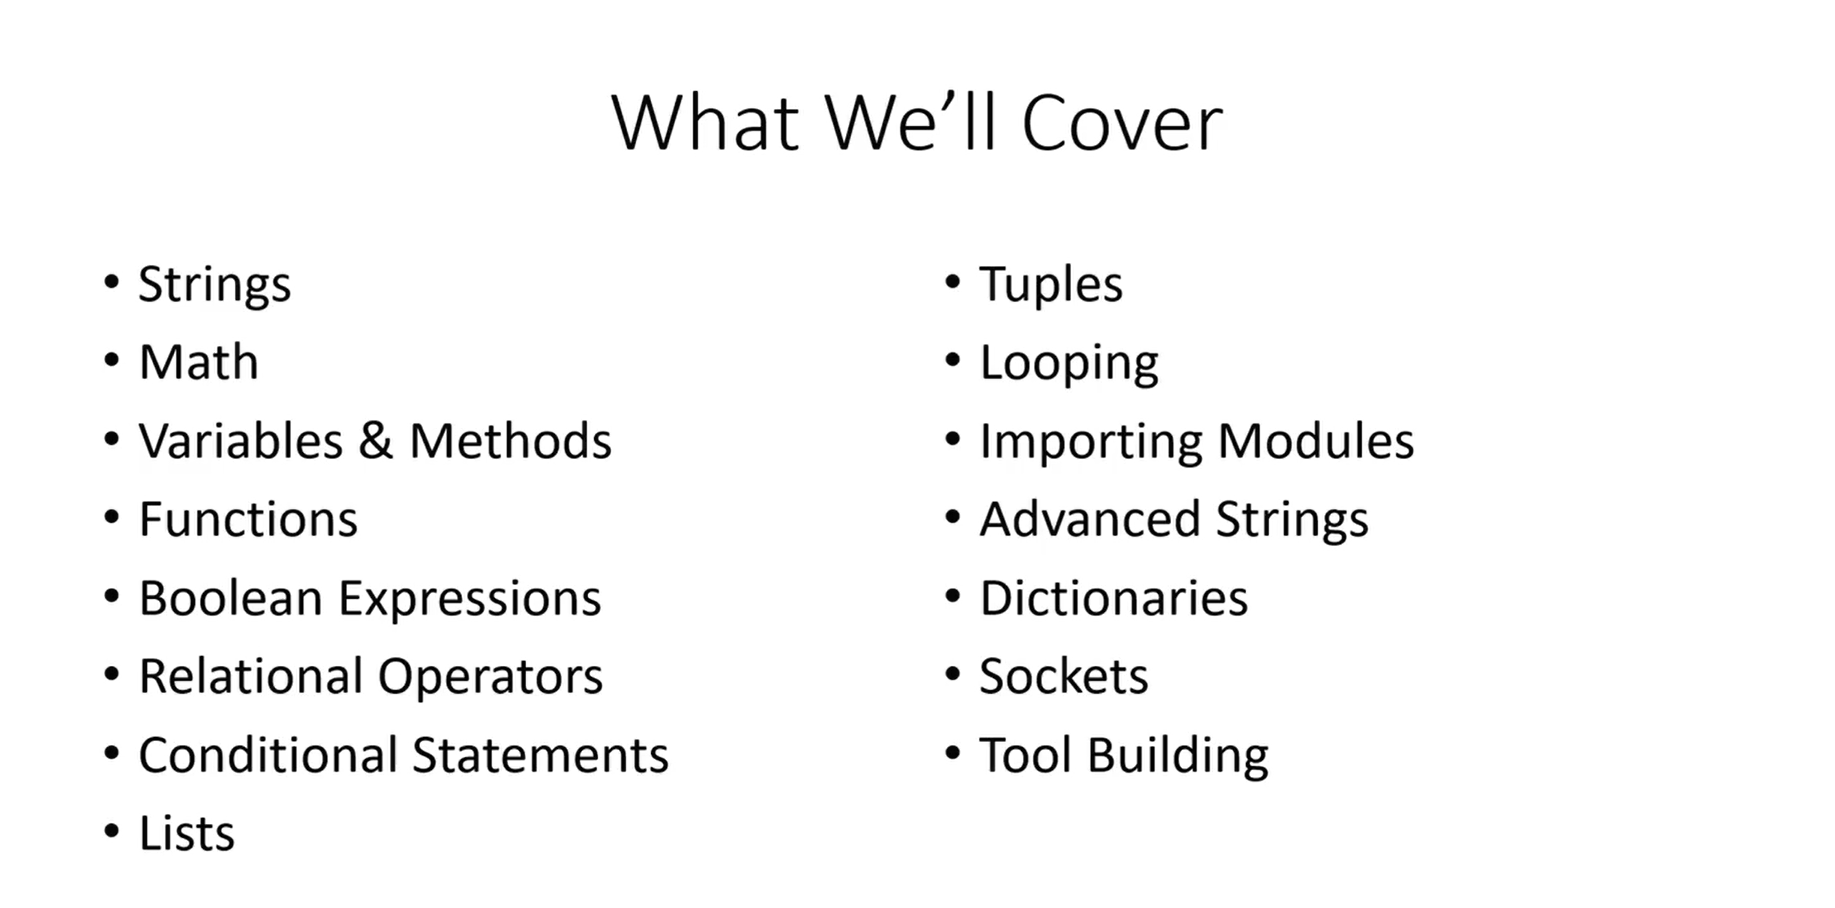 What We’ll Cover
• Strings
• Math
• Variables & Methods
• Functions
• Boolean Expressions
• Relational Operators
• Conditional Statements
• Lists
• Tuples
• Looping
• Importing Modules
• Advanced Strings
• Dictionaries
• Sockets
• Tool Building